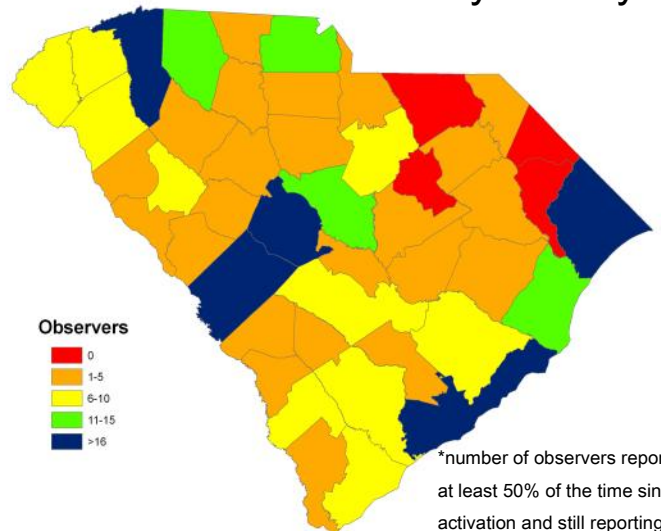 Observers
0
1-5
6-10
11-15
>16
*number of observers repor
at least 50% of the time sin
activation and still reporting